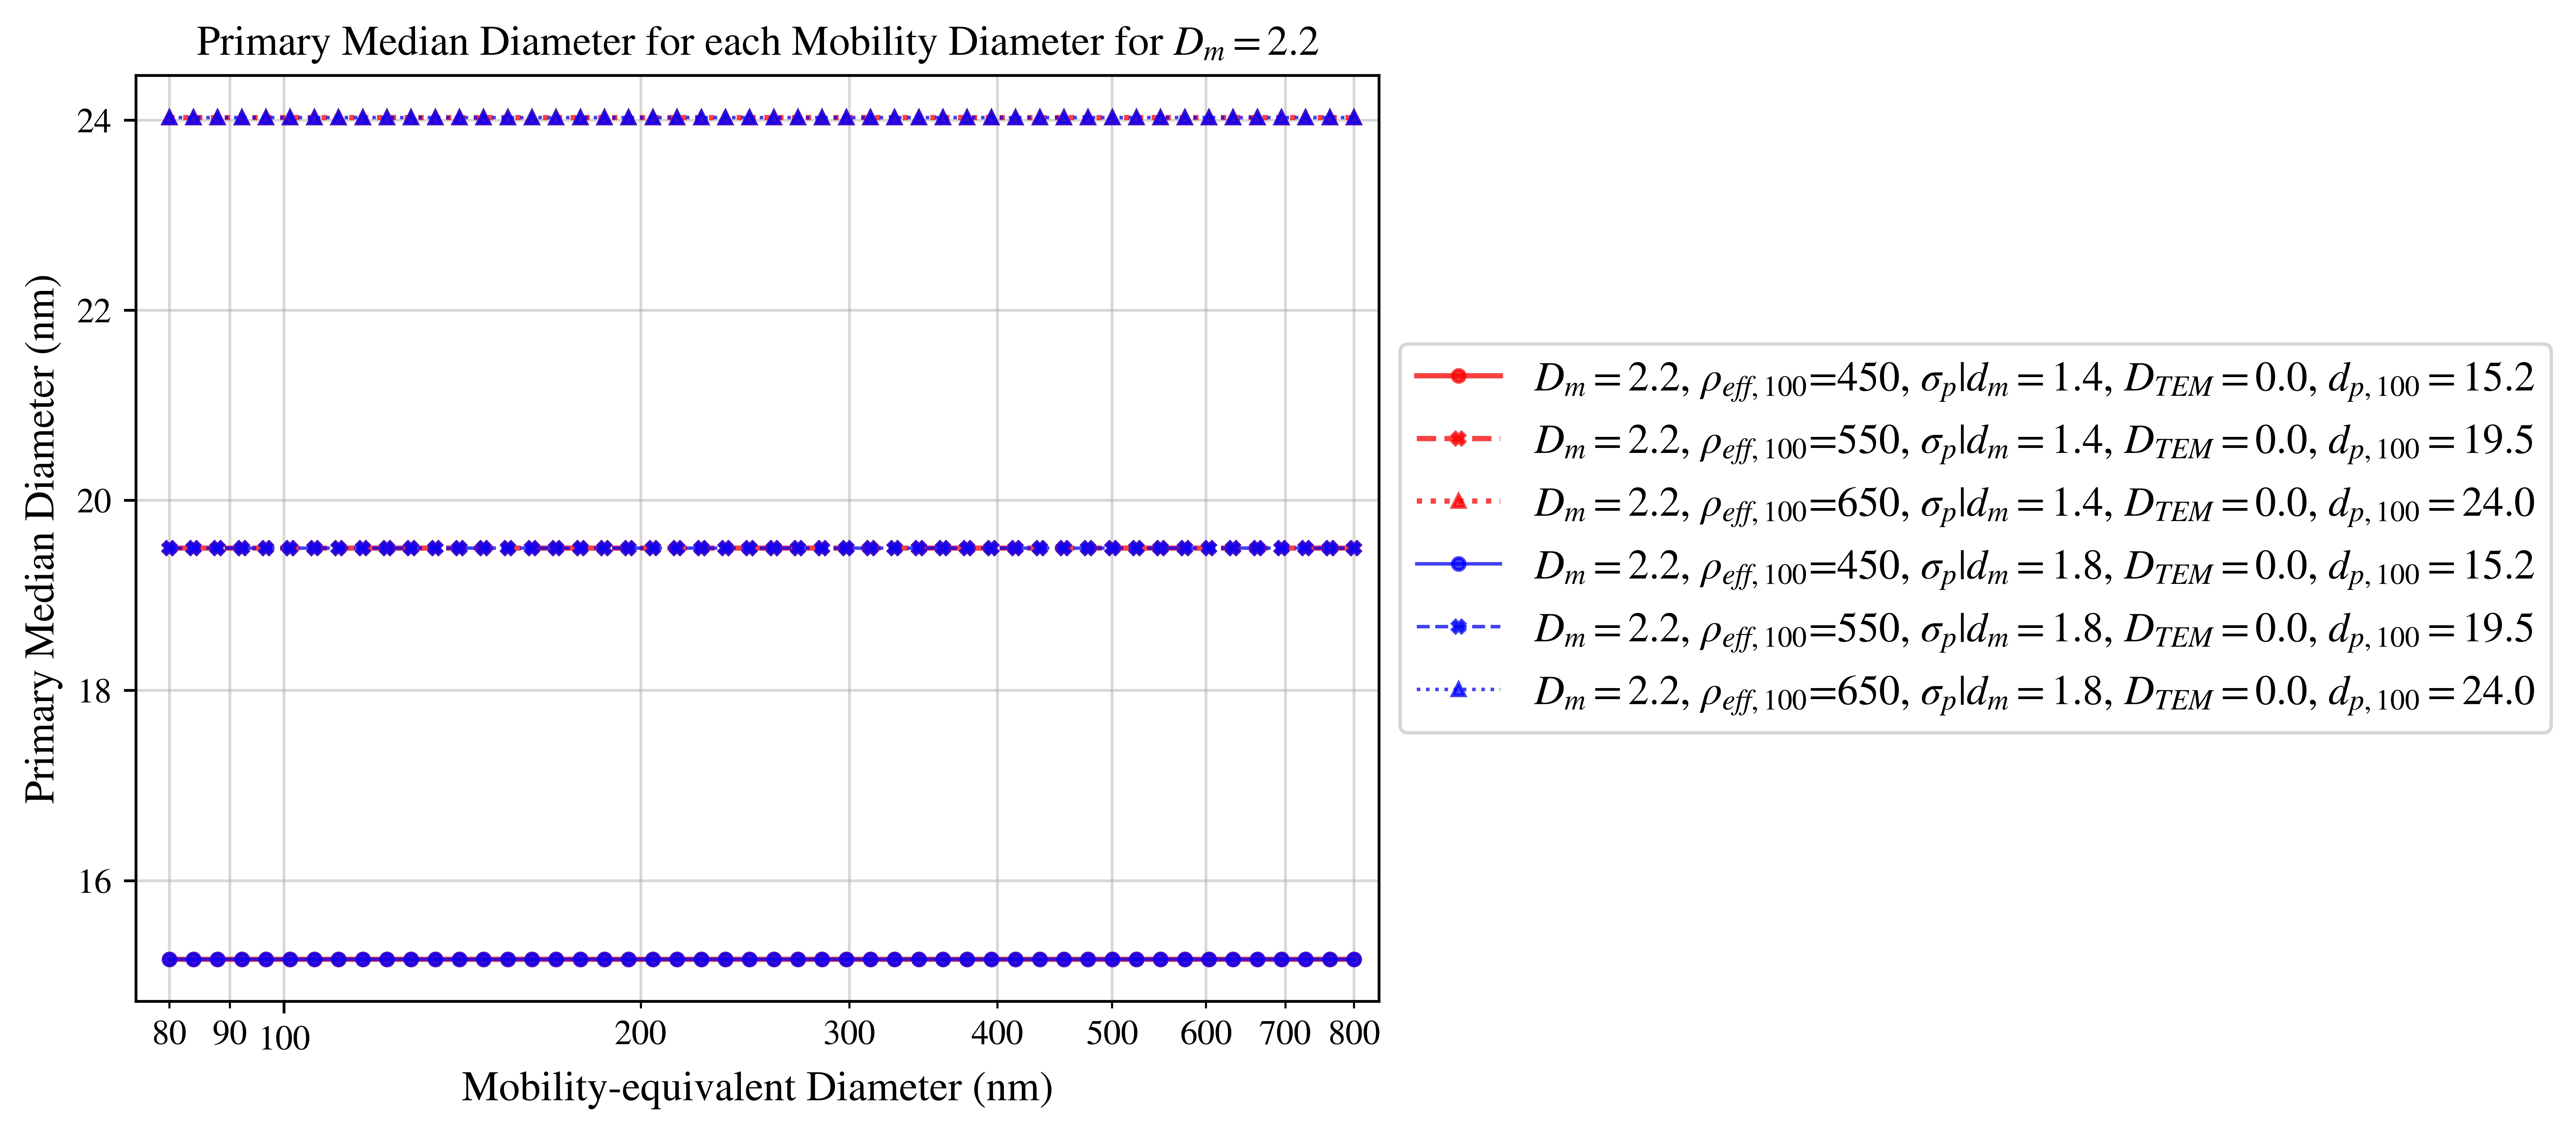 Primary Median Diameter for each Mobility Diameter for D_m = 2.2
Primary Median Diameter (nm)
24
22
20
18
16
80 90 100 200 300 400 500 600 700 800
Mobility-equivalent Diameter (nm)
D_m = 2.2, ρ_eff,100=450, σ_p|d_m = 1.4, D_TEM = 0.0, d_p,100 = 15.2
D_m = 2.2, ρ_eff,100=550, σ_p|d_m = 1.4, D_TEM = 0.0, d_p,100 = 19.5
D_m = 2.2, ρ_eff,100=650, σ_p|d_m = 1.4, D_TEM = 0.0, d_p,100 = 24.0
D_m = 2.2, ρ_eff,100=450, σ_p|d_m = 1.8, D_TEM = 0.0, d_p,100 = 15.2
D_m = 2.2, ρ_eff,100=550, σ_p|d_m = 1.8, D_TEM = 0.0, d_p,100 = 19.5
D_m = 2.2, ρ_eff,100=650, σ_p|d_m = 1.8, D_TEM = 0.0, d_p,100 = 24.0